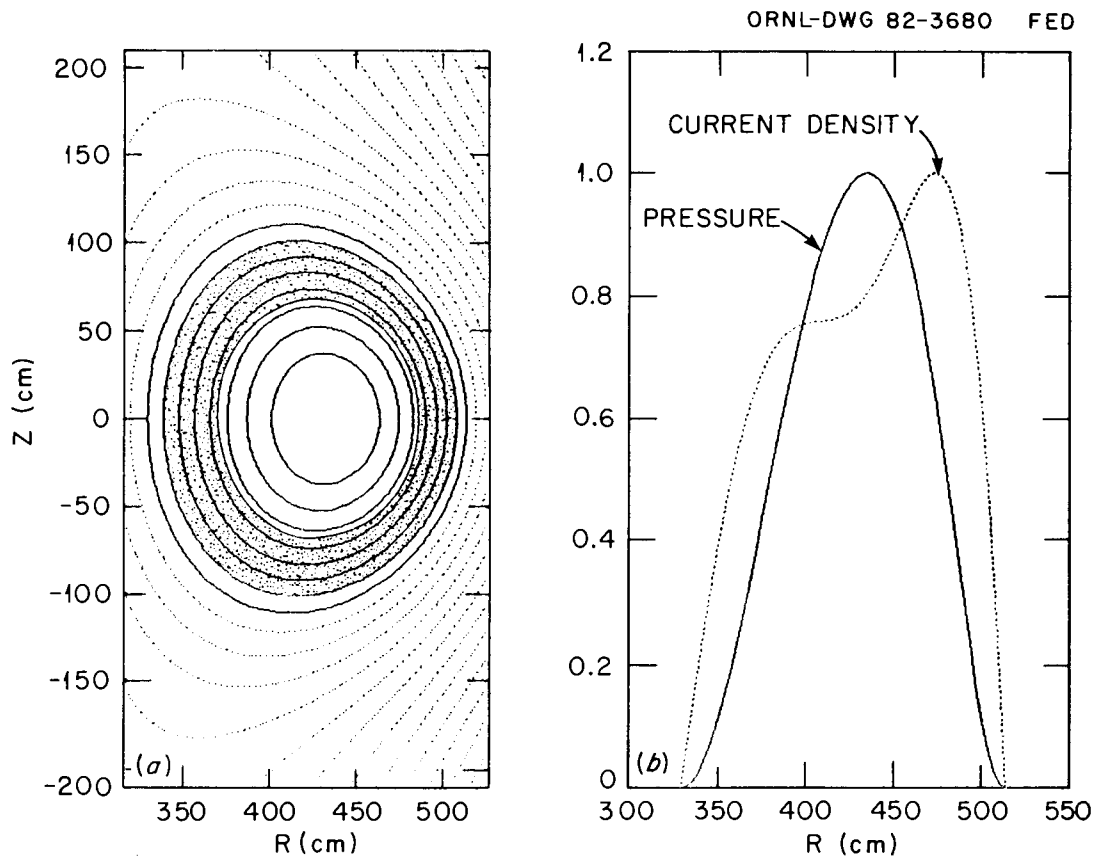 ORNL-DWG 82-3680 FED
200
150
100
50
0
-50
-100
-150
-200
Z (cm)
(a)
350 400 450 500
R (cm)
1.2
1.0
0.8
0.6
0.4
0.2
0
CURRENT DENSITY
PRESSURE
(b)
300 350 400 450 500 550
R (cm)